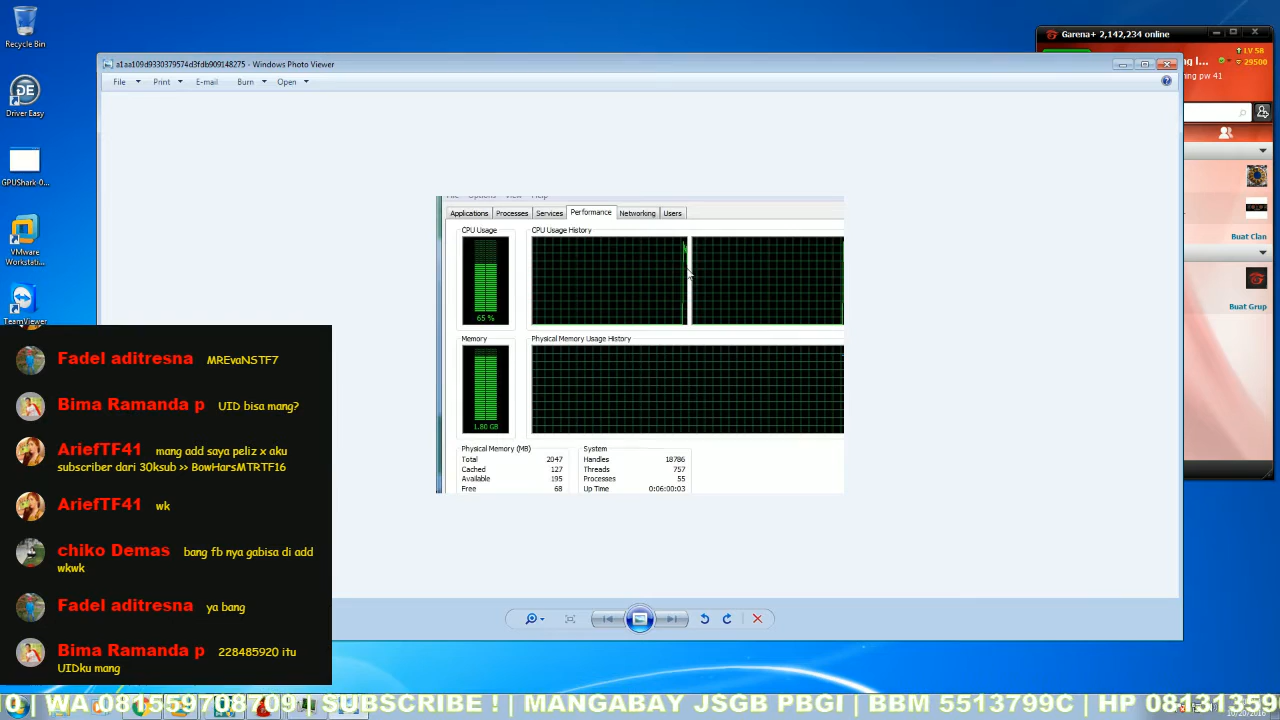 Recycle Bin
Driver Easy
GPUShark-0...
VMware
Workstati...
TeamViewer
a1aa109d9330379574d3fdb909148275 - Windows Photo Viewer
File
Print
E-mail
Burn
Open
Applications
Processes
Services
Performance
Networking
Users
CPU Usage
CPU Usage History
65 %
Memory
Physical Memory Usage History
1.80 GB
Physical Memory (MB)
Total 2047
Cached 127
Available 195
Free 68
System
Handles 18786
Threads 757
Processes 55
Up Time 0:06:00:03
Garena+ 2,142,234 online
LV 58
29500
ng l...
ing pw 41
Buat Clan
Buat Grup
Fadel aditresna MREvaNSTF7
Bima Ramanda p UID bisa mang?
AriefTF41 mang add saya peliz x aku
subscriber dari 30ksub >> BowHarsMTRTF16
AriefTF41 wk
chiko Demas bang fb nya gabisa di add
wkwk
Fadel aditresna ya bang
Bima Ramanda p 228485920 itu
UIDku mang
| WA 081559708709 | SUBSCRIBE ! | MANGABAY JSGB PBGI | BBM 5513799C | HP 08131359